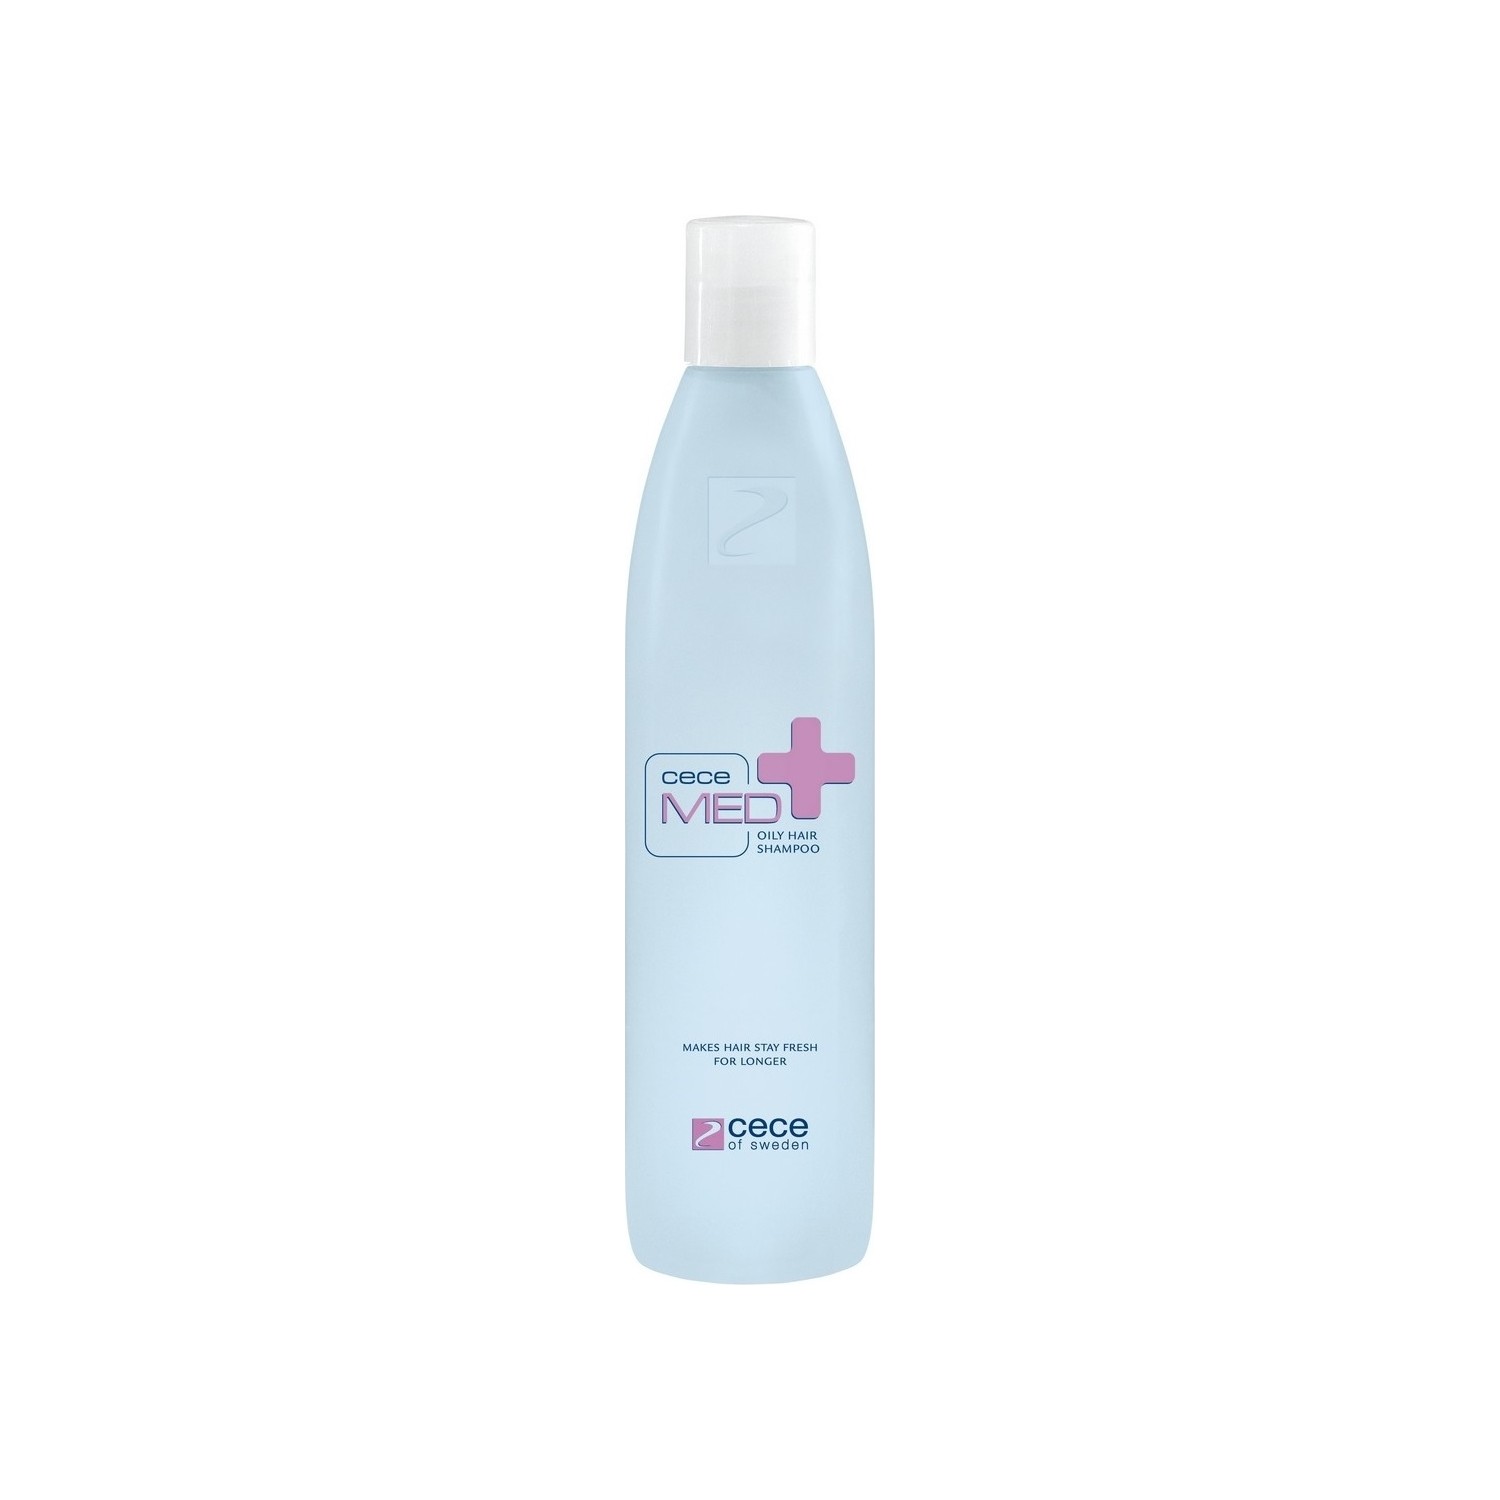 cece
MED
OILY HAIR
SHAMPOO
MAKES HAIR STAY FRESH
FOR LONGER
cece
of sweden